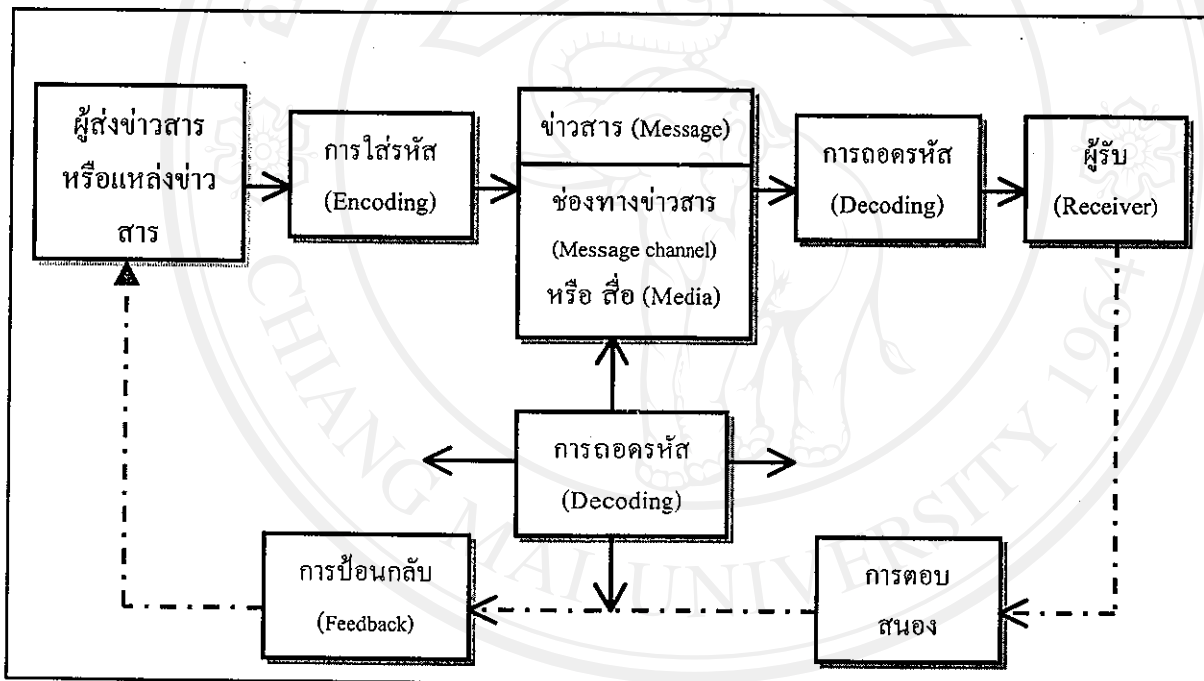 ผู้ส่งข่าวสาร
หรือแหล่งข่าว
สาร
การใส่รหัส
(Encoding)
ข่าวสาร (Message)
ช่องทางข่าวสาร
(Message channel)
หรือ สื่อ (Media)
การถอดรหัส
(Decoding)
ผู้รับ
(Receiver)
การถอดรหัส
(Decoding)
การป้อนกลับ
(Feedback)
การตอบ
สนอง
CHIANG MAI UNIVERSITY 1964